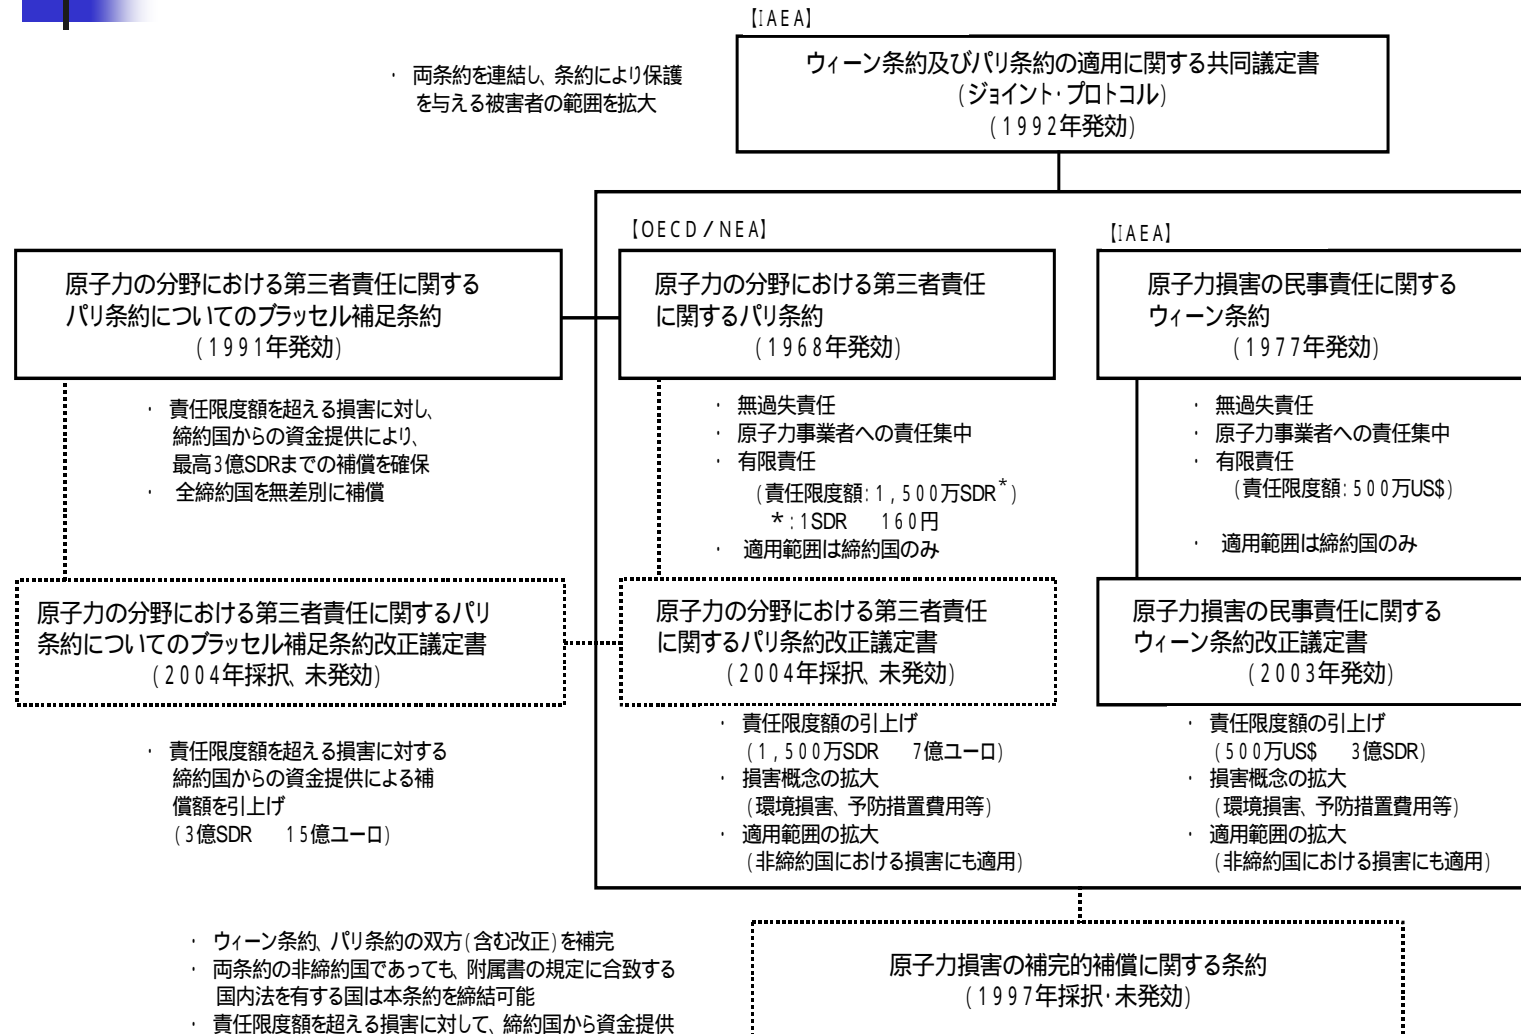 【IAEA】
ウィーン条約及びパリ条約の適用に関する共同議定書
(ジョイント・プロトコル)
(1992年発効)
・ 両条約を連結し、条約により保護
を与える被害者の範囲を拡大
【OECD/NEA】
【IAEA】
原子力の分野における第三者責任に関する
パリ条約についてのブラッセル補足条約
(1991年発効)
原子力の分野における第三者責任
に関するパリ条約
(1968年発効)
原子力損害の民事責任に関する
ウィーン条約
(1977年発効)
・ 責任限度額を超える損害に対し、
締約国からの資金提供により、
最高3億SDRまでの補償を確保
・ 全締約国を無差別に補償
・ 無過失責任
・ 原子力事業者への責任集中
・ 有限責任
(責任限度額:1,500万SDR*)
*:1SDR 160円
・ 適用範囲は締約国のみ
・ 無過失責任
・ 原子力事業者への責任集中
・ 有限責任
(責任限度額:500万US$)
・ 適用範囲は締約国のみ
原子力の分野における第三者責任に関するパリ
条約についてのブラッセル補足条約改正議定書
(2004年採択、未発効)
原子力の分野における第三者責任
に関するパリ条約改正議定書
(2004年採択、未発効)
原子力損害の民事責任に関する
ウィーン条約改正議定書
(2003年発効)
・ 責任限度額を超える損害に対する
締約国からの資金提供による補
償額を引上げ
(3億SDR 15億ユーロ)
・ 責任限度額の引上げ
(1,500万SDR 7億ユーロ)
・ 損害概念の拡大
(環境損害、予防措置費用等)
・ 適用範囲の拡大
(非締約国における損害にも適用)
・ 責任限度額の引上げ
(500万US$ 3億SDR)
・ 損害概念の拡大
(環境損害、予防措置費用等)
・ 適用範囲の拡大
(非締約国における損害にも適用)
・ ウィーン条約、パリ条約の双方(含む改正)を補完
・ 両条約の非締約国であっても、附属書の規定に合致する
国内法を有する国は本条約を締結可能
・ 責任限度額を超える損害に対して、締約国から資金提供
原子力損害の補完的補償に関する条約
(1997年採択・未発効)